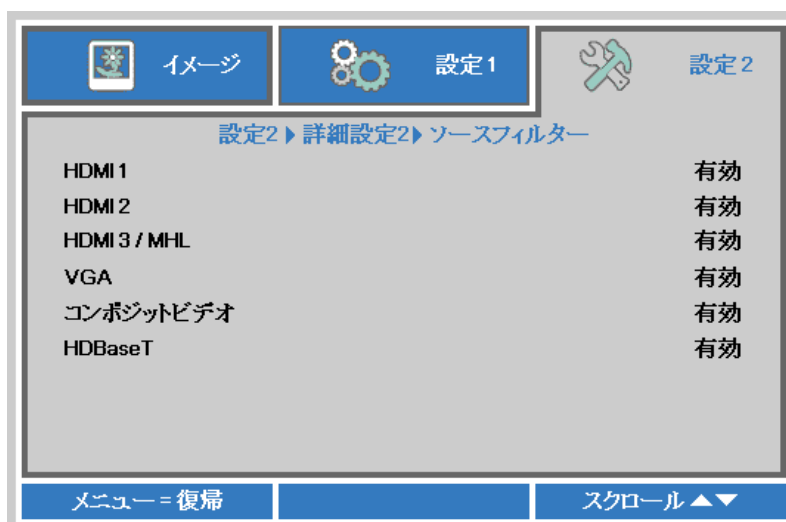 イメージ 設定1 設定2
設定2 ▶ 詳細設定2▶ ソースフィルター
HDMI 1 有効
HDMI 2 有効
HDMI 3 / MHL 有効
VGA 有効
コンポジットビデオ 有効
HDBaseT 有効
メニュー = 復帰 スクロール ▲▼